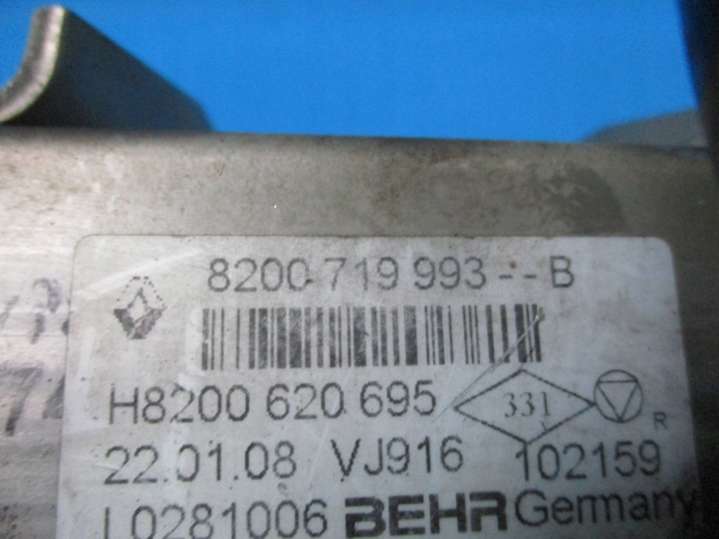 8200 719 993 -- B
H8200 620 695 331 R
22.01.08 VJ916 102159
L0281006 BEHR Germany